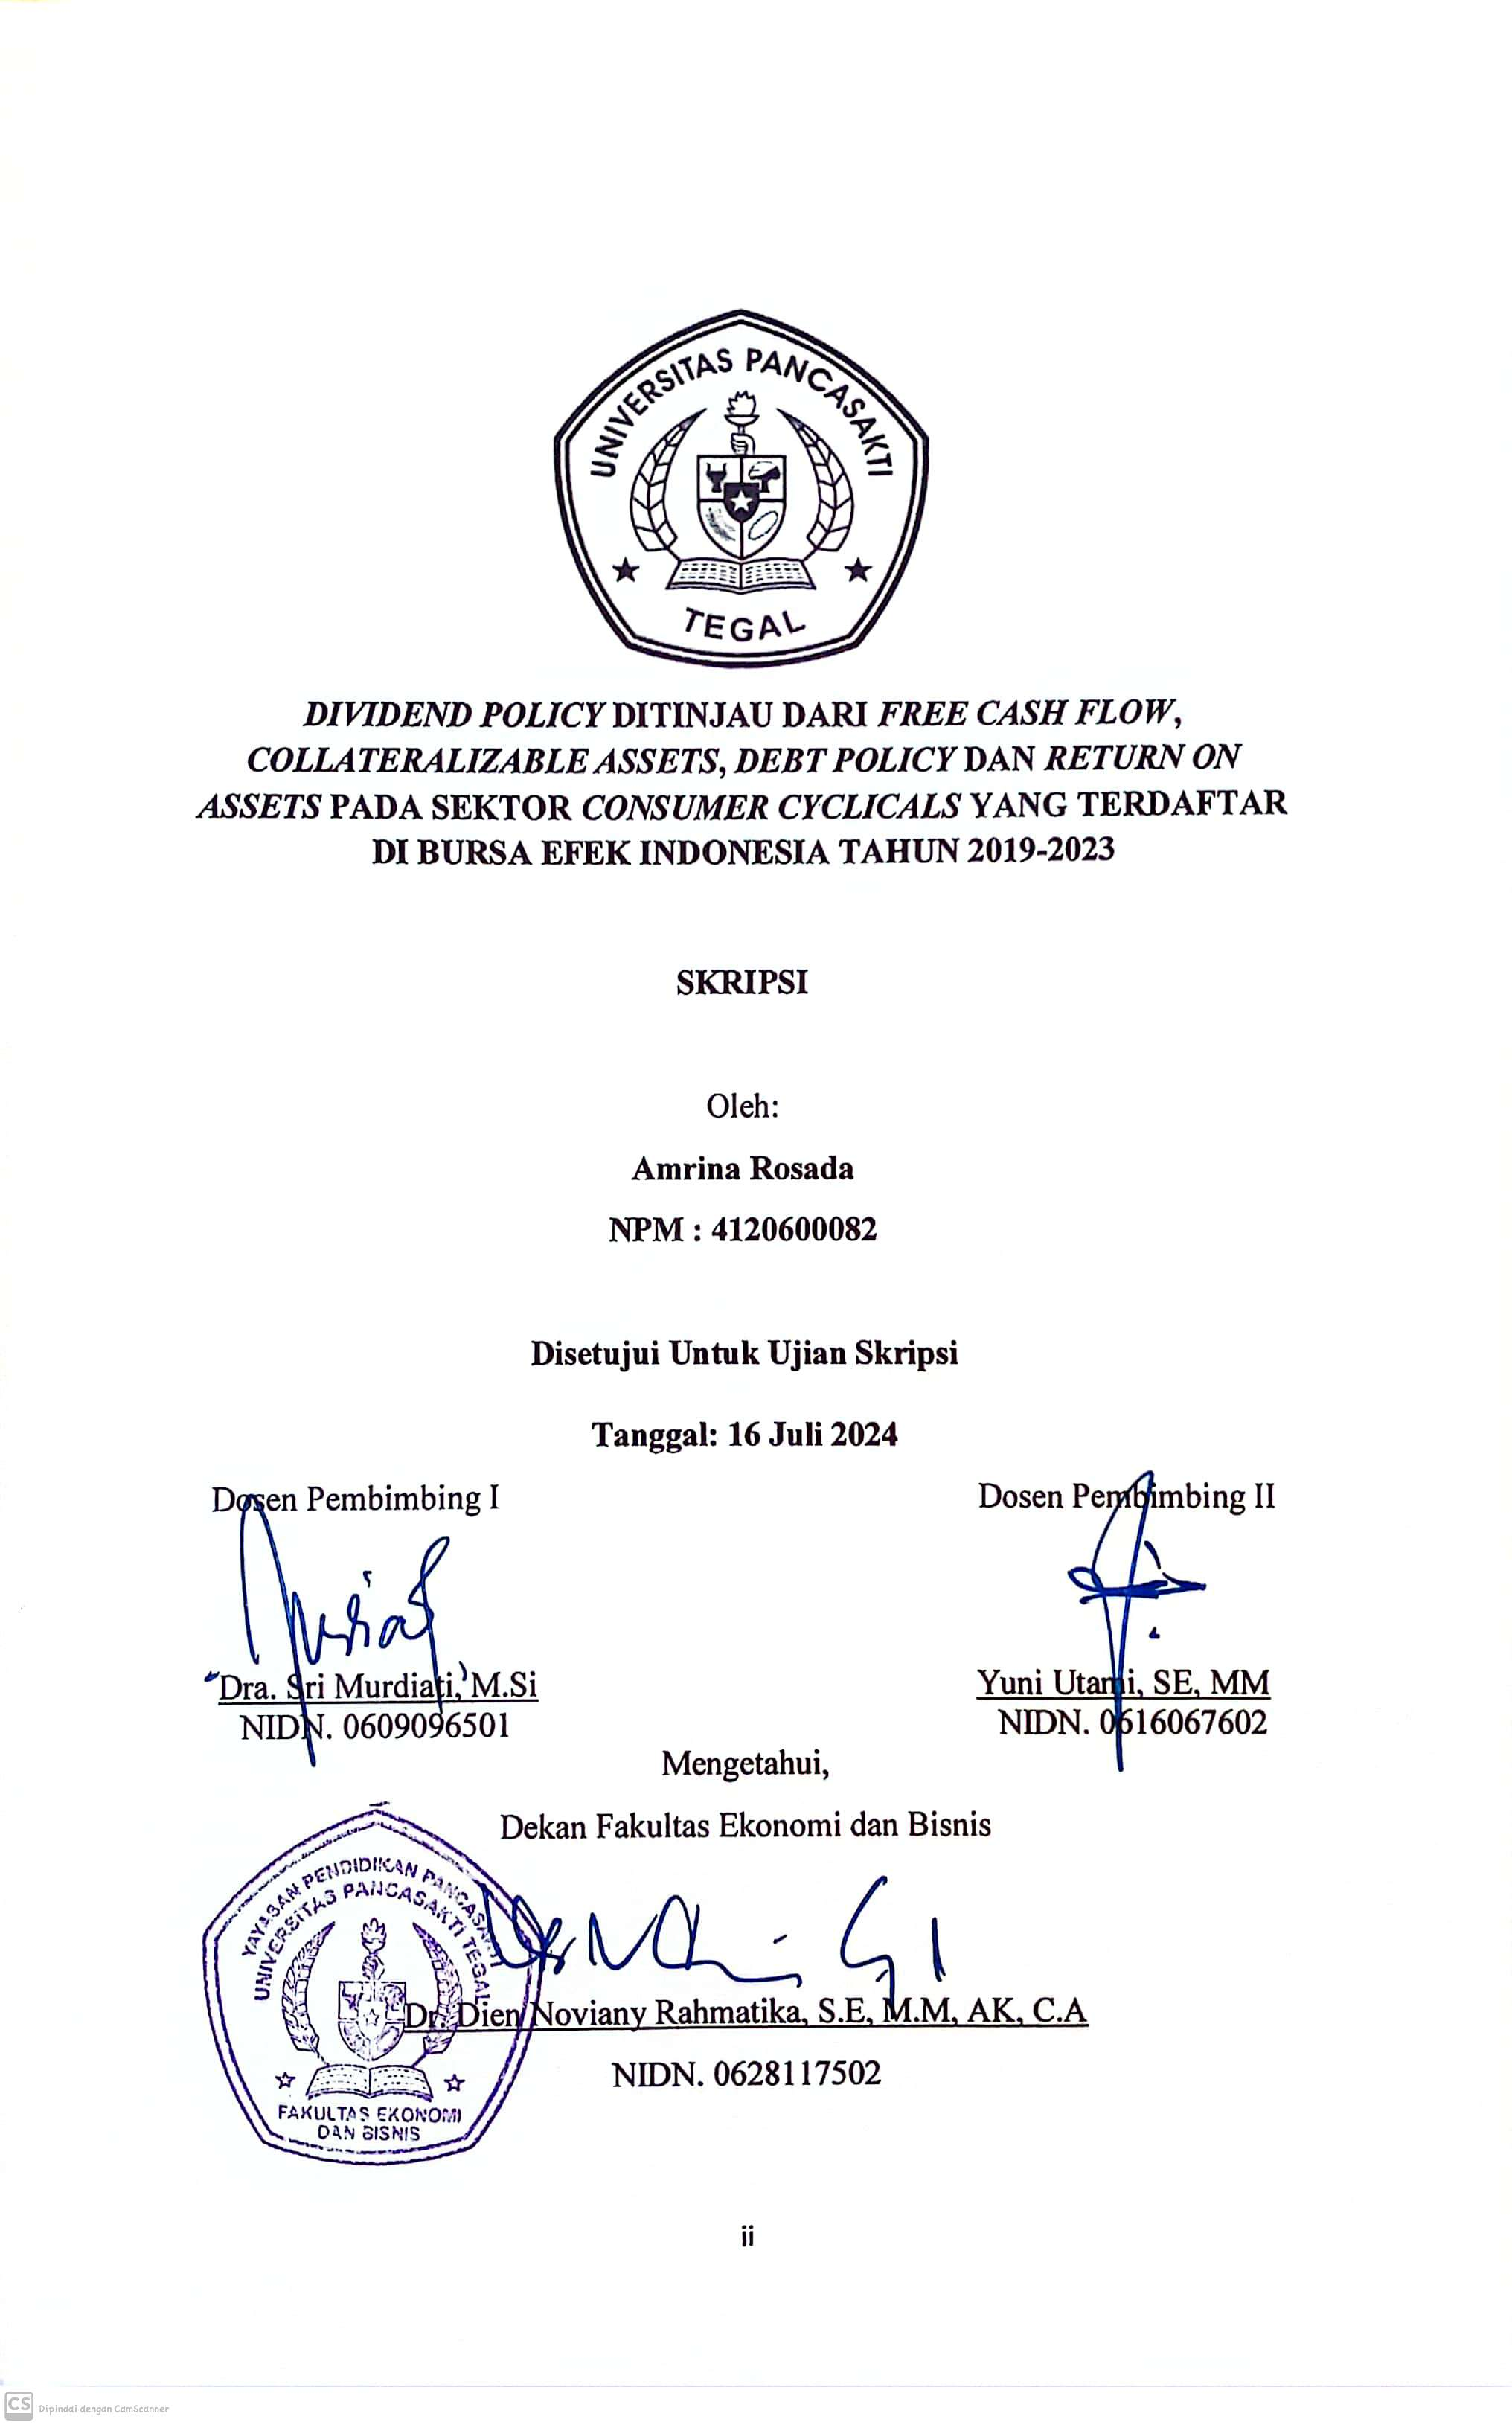 UNIVERSITAS PANCASAKTI
TEGAL
DIVIDEND POLICY DITINJAU DARI FREE CASH FLOW,
COLLATERALIZABLE ASSETS, DEBT POLICY DAN RETURN ON
ASSETS PADA SEKTOR CONSUMER CYCLICALS YANG TERDAFTAR
DI BURSA EFEK INDONESIA TAHUN 2019-2023
SKRIPSI
Oleh:
Amrina Rosada
NPM : 4120600082
Disetujui Untuk Ujian Skripsi
Tanggal: 16 Juli 2024
Dosen Pembimbing I Dosen Pembimbing II
Dra. Sri Murdiati, M.Si Yuni Utami, SE, MM
NIDN. 0609096501 NIDN. 0616067602
Mengetahui,
Dekan Fakultas Ekonomi dan Bisnis
YAYASAN PENDIDIKAN PANCASAKTI
UNIVERSITAS PANCASAKTI TEGAL
Dr. Dien Noviany Rahmatika, S.E, M.M, AK, C.A
NIDN. 0628117502
FAKULTAS EKONOMI
DAN BISNIS
ii
CS Dipindai dengan CamScanner